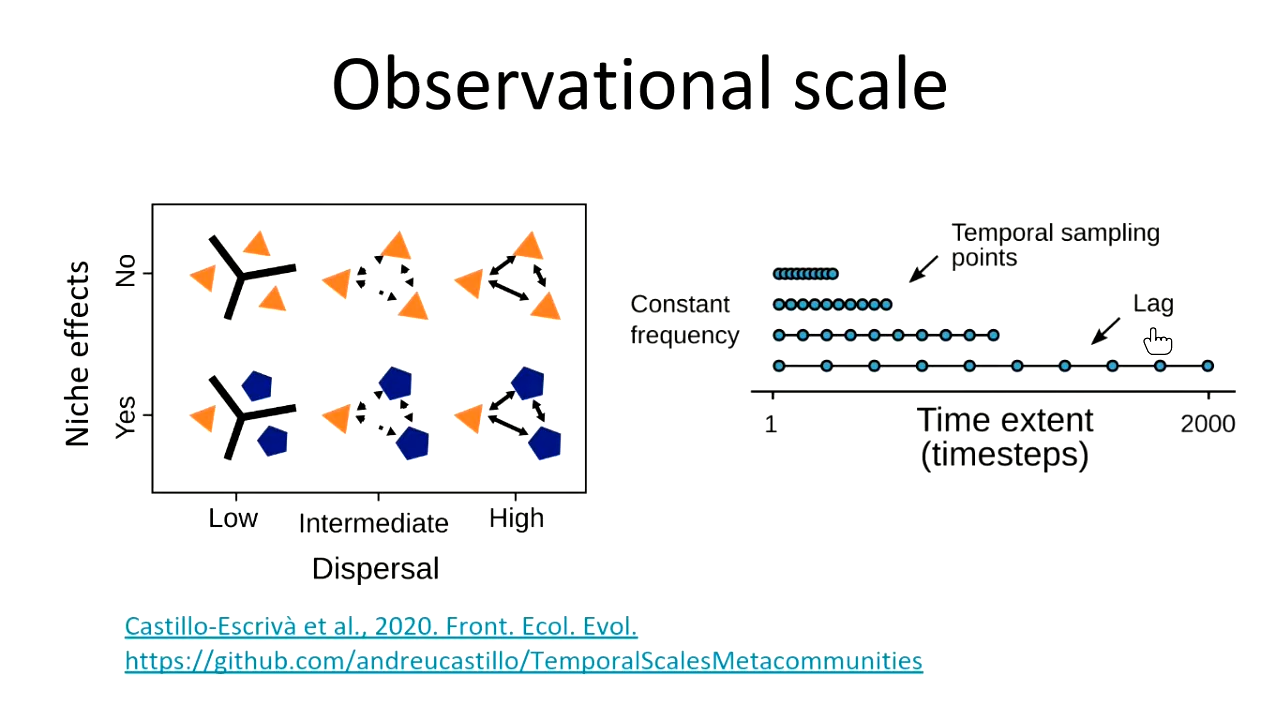 Observational scale
Niche effects
No
Yes
Low
Intermediate
High
Dispersal
Temporal sampling
points
Constant
frequency
Lag
1
2000
Time extent
(timesteps)
Castillo-Escrivà et al., 2020. Front. Ecol. Evol.
https://github.com/andreucastillo/TemporalScalesMetacommunities